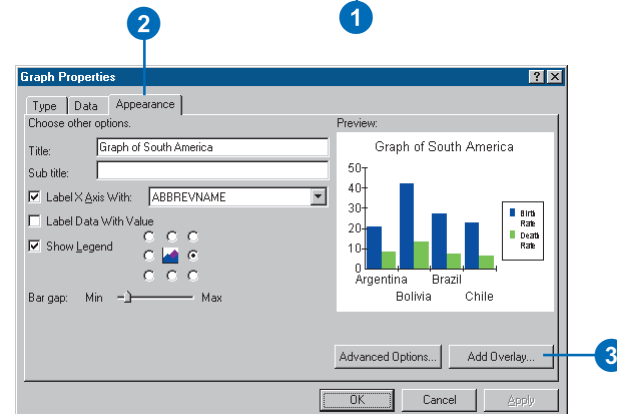 2
1
Graph Properties
Type
Data
Appearance
Choose other options.
Title:
Graph of South America
Sub title:
Label X Axis With:
ABBREVNAME
Label Data With Value
Show Legend
Bar gap:
Min
Max
Preview:
Graph of South America
50
40
30
20
10
0
Argentina
Bolivia
Brazil
Chile
Birth
Rate
Death
Rate
Advanced Options...
Add Overlay...
3
OK
Cancel
Apply